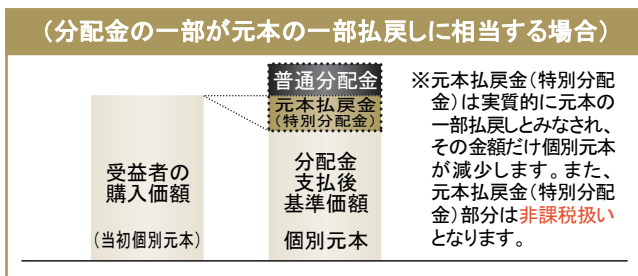 （分配金の一部が元本の一部払戻しに相当する場合）
普通分配金
元本払戻金
（特別分配金）
受益者の
購入価額
（当初個別元本）
分配金
支払後
基準価額
個別元本
※元本払戻金（特別分配
金）は実質的に元本の
一部払戻しとみなされ、
その金額だけ個別元本
が減少します。また、
元本払戻金（特別分配
金）部分は非課税扱い
となります。